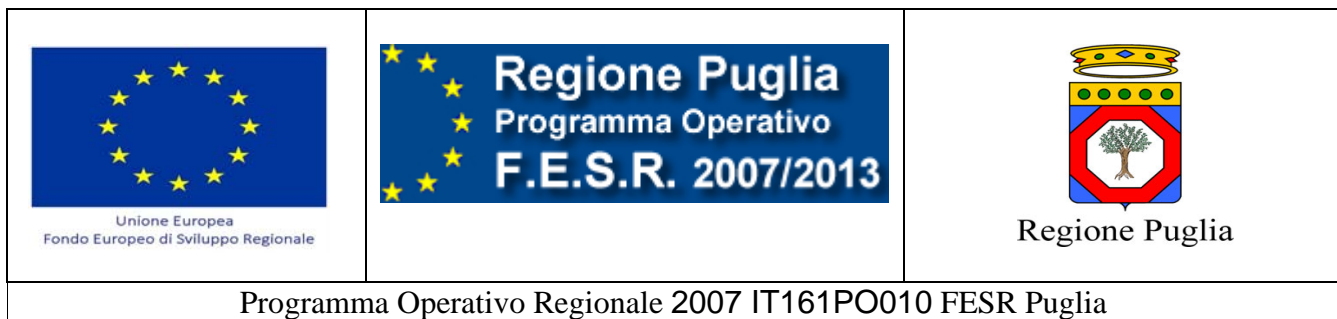 Unione Europea
Fondo Europeo di Sviluppo Regionale
Regione Puglia
Programma Operativo
F.E.S.R. 2007/2013
Regione Puglia
Programma Operativo Regionale 2007 IT161PO010 FESR Puglia